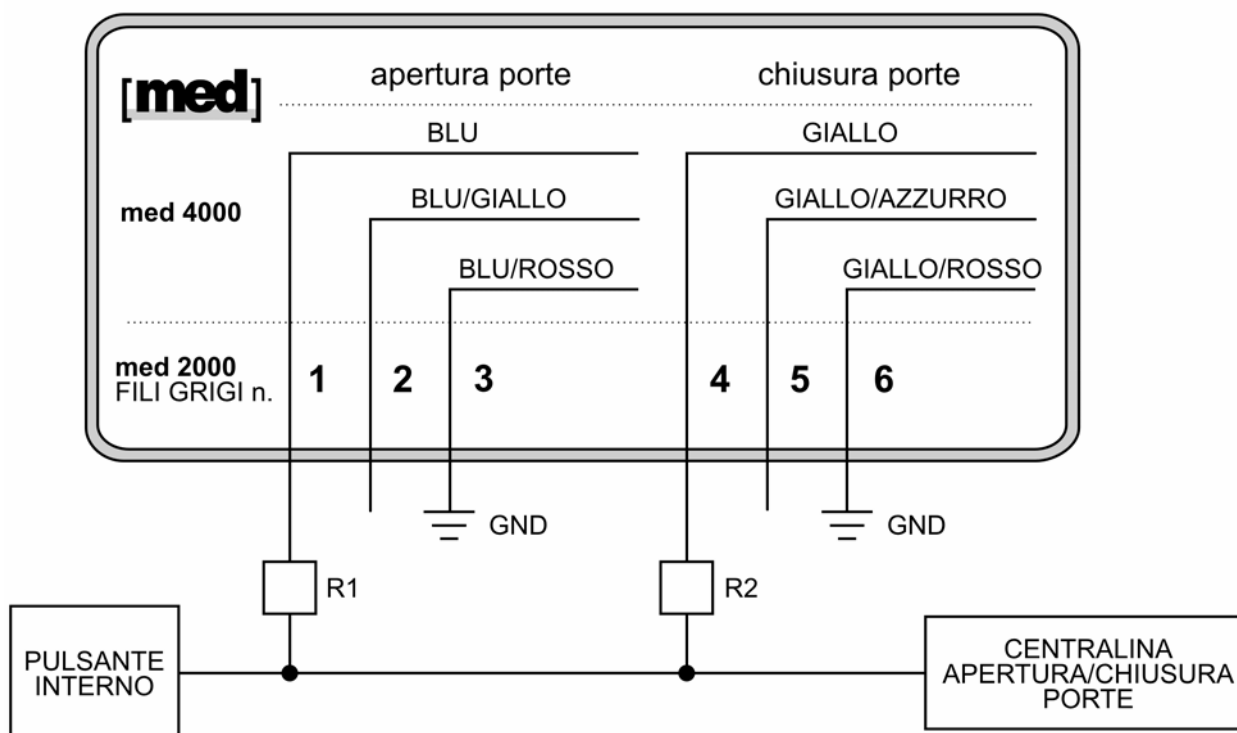 [med]
apertura porte
chiusura porte
BLU
GIALLO
med 4000
BLU/GIALLO
GIALLO/AZZURRO
BLU/ROSSO
GIALLO/ROSSO
med 2000
FILI GRIGI n.
1
2
3
4
5
6
GND
GND
R1
R2
PULSANTE
INTERNO
CENTRALINA
APERTURA/CHIUSURA
PORTE